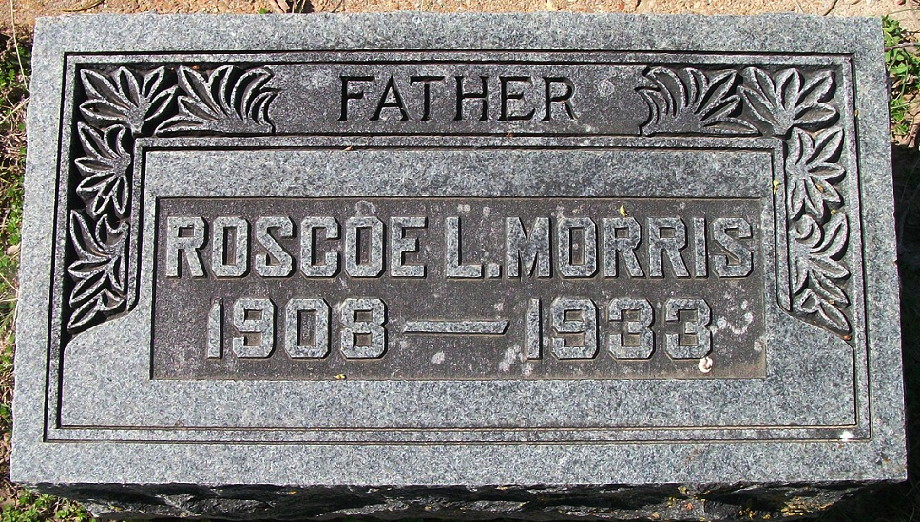 FATHER
ROSCOE L. MORRIS
1908 — 1933